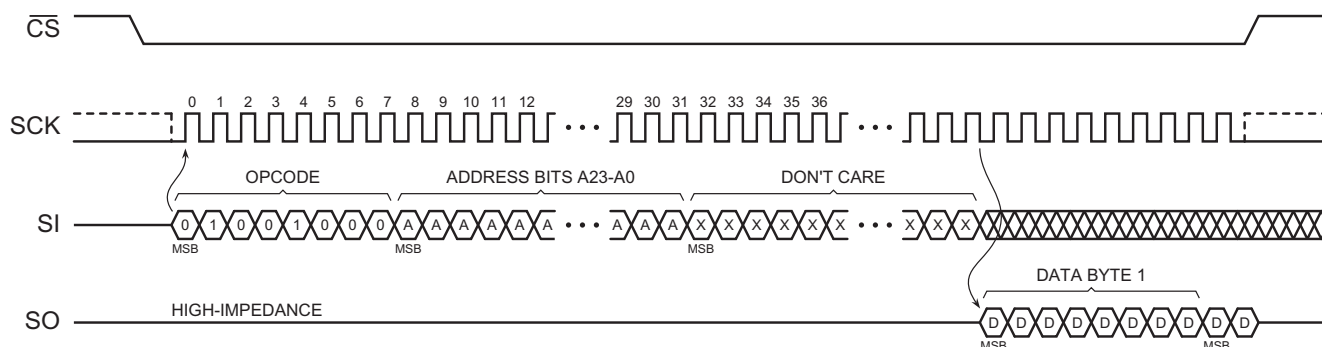 CS
SCK
0 1 2 3 4 5 6 7 8 9 10 11 12 29 30 31 32 33 34 35 36
OPCODE ADDRESS BITS A23-A0 DON'T CARE
SI
0 1 0 0 1 0 0 0 A A A A A A A A A X X X X X X X X X
MSB MSB MSB
DATA BYTE 1
SO
HIGH-IMPEDANCE
D D D D D D D D D D
MSB MSB